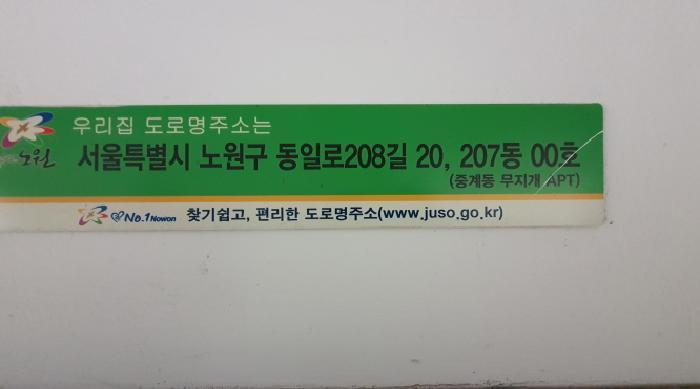 우리집 도로명주소는
노원
서울특별시 노원구 동일로208길 20, 207동 00호
(중계동 무지개 APT)
No.1 Nowon 찾기쉽고, 편리한 도로명주소(www.juso.go.kr)